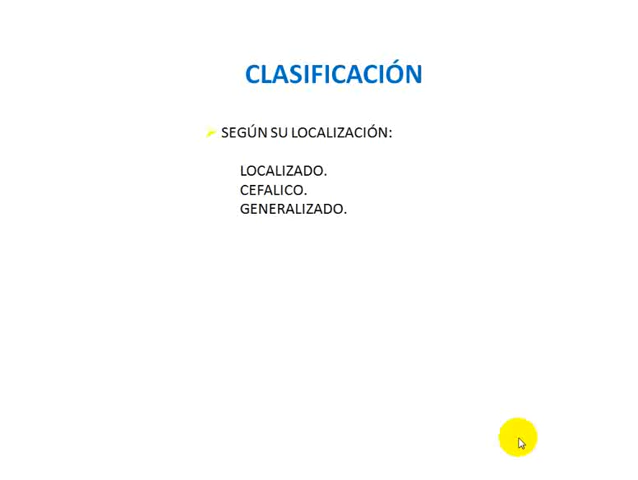 CLASIFICACIÓN
SEGÚN SU LOCALIZACIÓN:
LOCALIZADO.
CEFALICO.
GENERALIZADO.